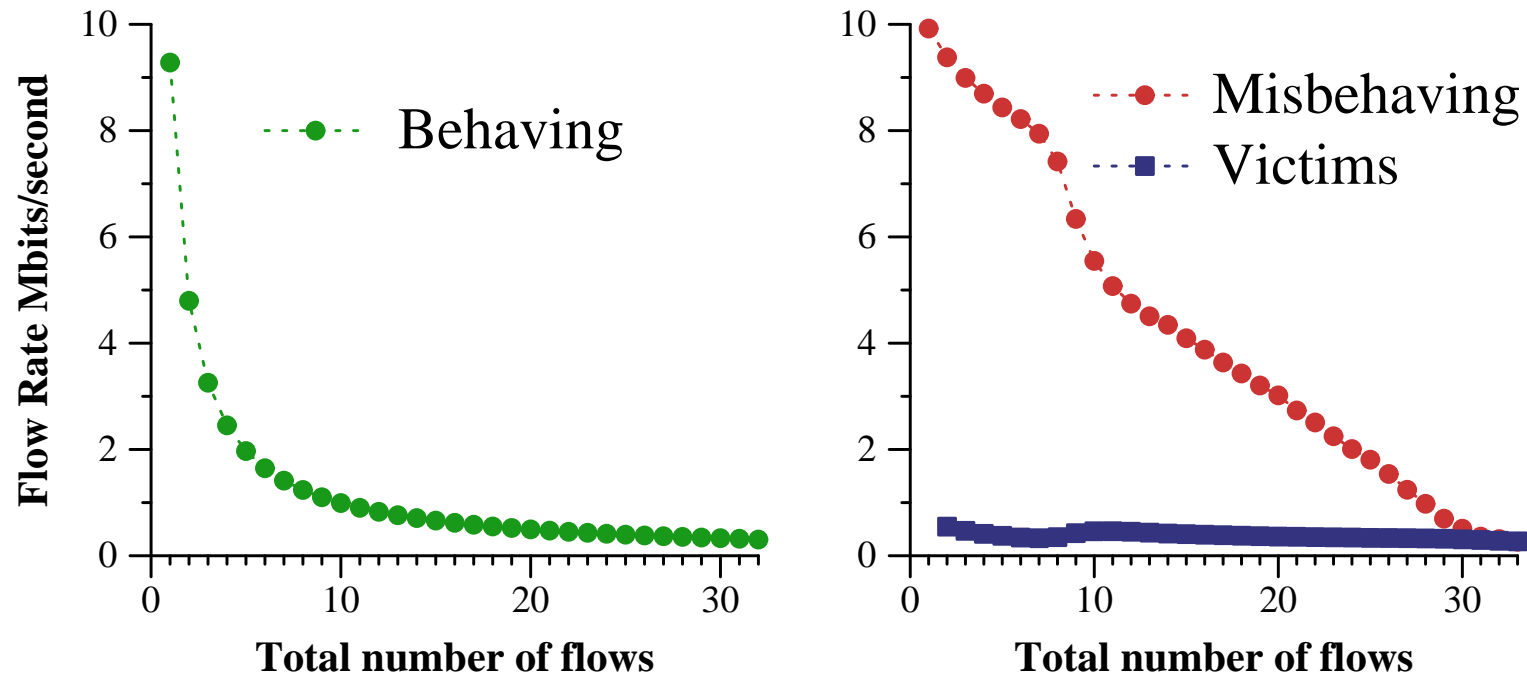 Flow Rate Mbits/second
10
8
6
4
2
0
0 10 20 30
Total number of flows
Behaving
10
8
6
4
2
0
0 10 20 30
Total number of flows
Misbehaving
Victims